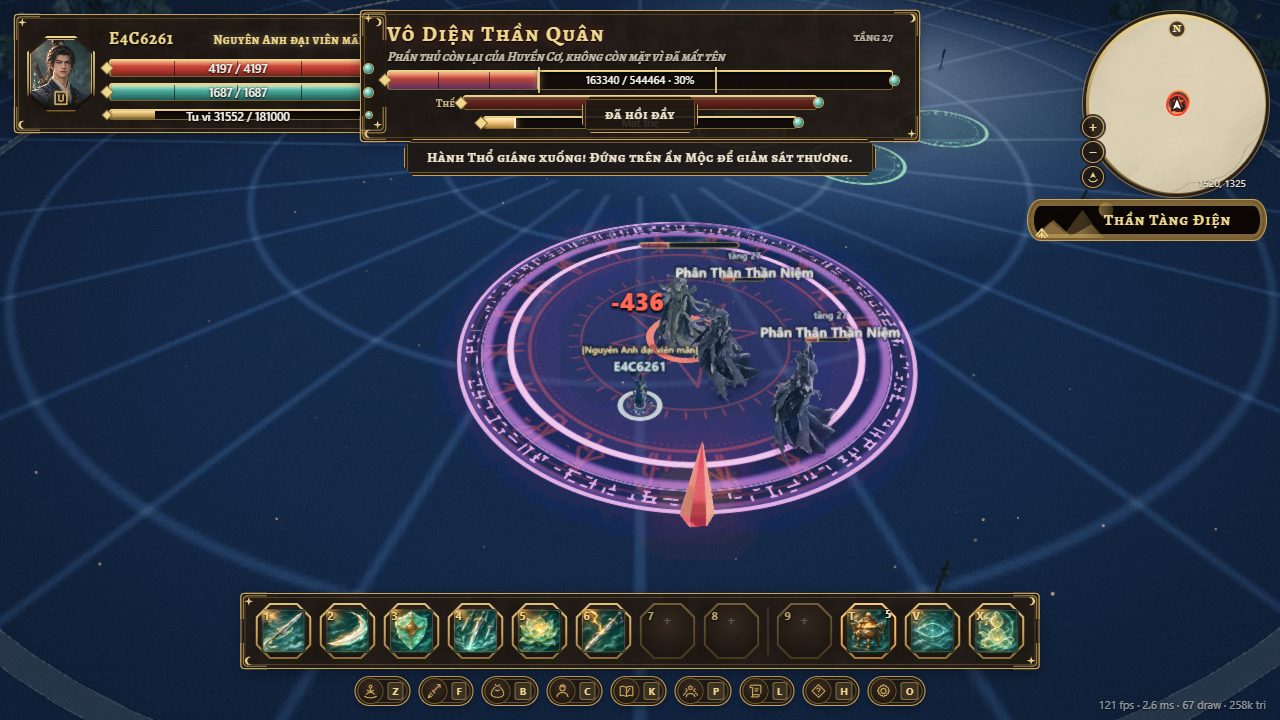 E4C6261
Nguyên Anh đại viên mã
4197 / 4197
1687 / 1687
Tu vi 31552 / 181000
U
Vô Diện Thần Quân
Tầng 27
Phần thủ còn lại của Huyền Cơ, không còn mặt vì đã mất tên
163340 / 544464 · 30%
Thế
Đã hồi đầy
Hành Thổ giáng xuống! Đứng trên ấn Mộc để giảm sát thương.
N
+
−
1520, 1325
Thần Tàng Điện
tầng 27
Phân Thân Thần Niệm
-436
tầng 27
Phân Thân Thần Niệm
[Nguyên Anh đại viên mãn]
E4C6261
1 2 3 4 5 6 7 8 9 T 5 V X
Z F B C K P L H O
121 fps · 2.6 ms · 67 draw · 258k tri